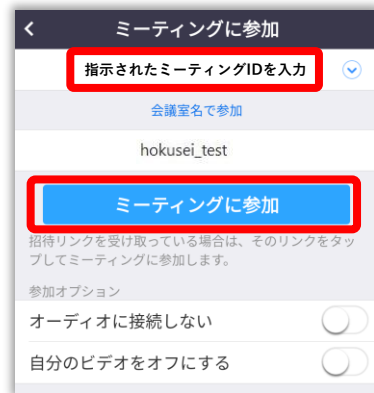 ミーティングに参加
指示されたミーティングIDを入力
会議室名で参加
hokusei_test
ミーティングに参加
招待リンクを受け取っている場合は、そのリンクをタッ
プしてミーティングに参加します。
参加オプション
オーディオに接続しない
自分のビデオをオフにする